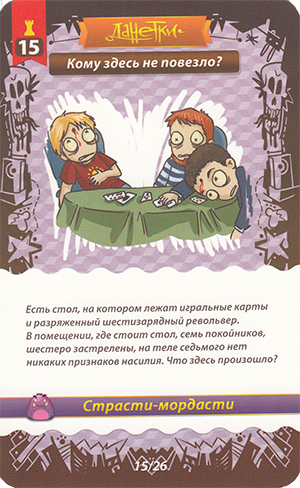 Данетки
15
Кому здесь не повезло?
Есть стол, на котором лежат игральные карты
и разряженный шестизарядный револьвер.
В помещении, где стоит стол, семь покойников,
шестеро застрелены, на теле седьмого нет
никаких признаков насилия. Что здесь произошло?
Страсти-мордасти
15/26